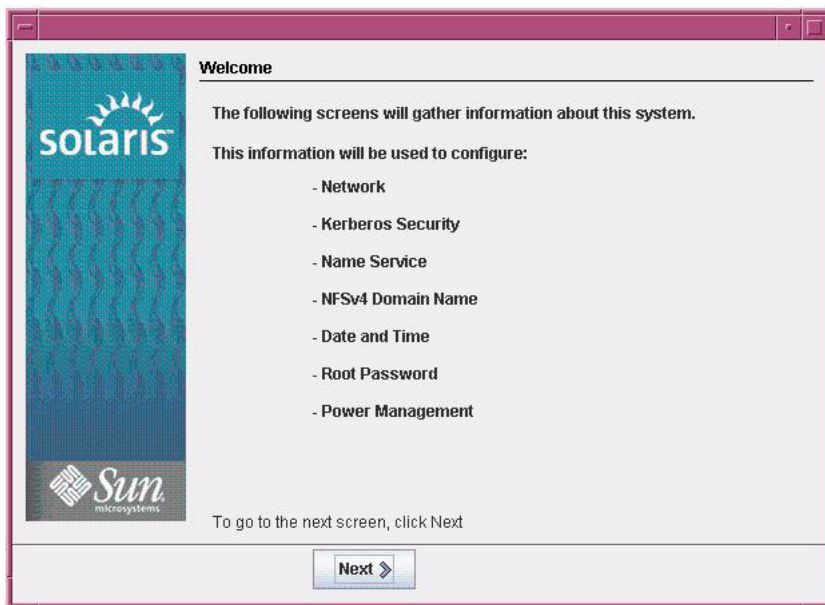 Welcome
solaris™
The following screens will gather information about this system.
This information will be used to configure:
- Network
- Kerberos Security
- Name Service
- NFSv4 Domain Name
- Date and Time
- Root Password
- Power Management
Sun
microsystems
To go to the next screen, click Next
Next